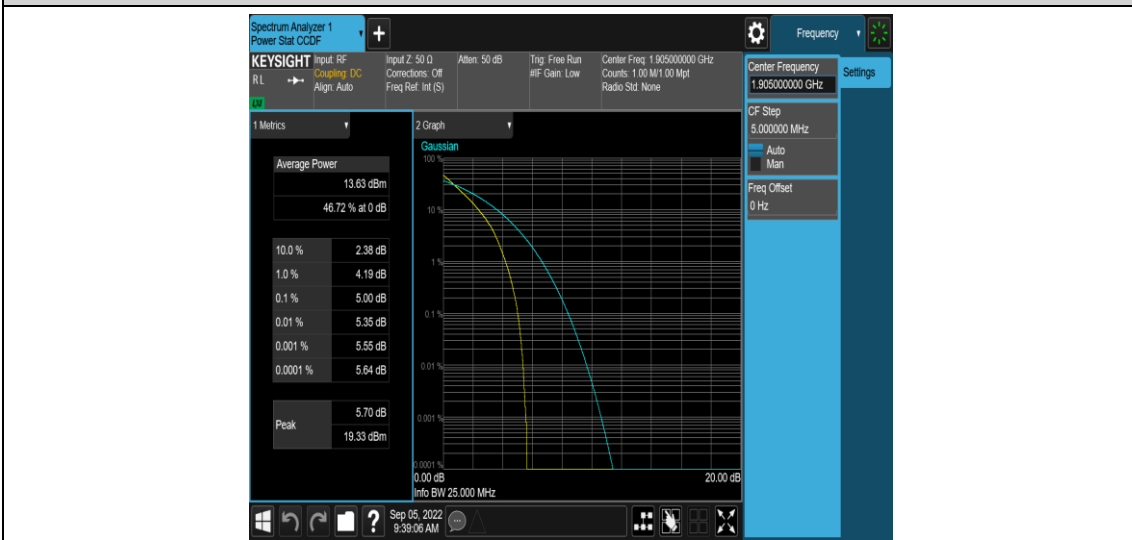 Spectrum Analyzer 1
Power Stat CCDF
+
Frequency
KEYSIGHT
RL
LXI
Input: RF
Coupling: DC
Align: Auto
Input Z: 50 Ω
Corrections: Off
Freq Ref: Int (S)
Atten: 50 dB
Trig: Free Run
#IF Gain: Low
Center Freq: 1.905000000 GHz
Counts: 1.00 M/1.00 Mpt
Radio Std: None
Center Frequency
1.905000000 GHz
Settings
CF Step
5.000000 MHz
Auto
Man
Freq Offset
0 Hz
1 Metrics
Average Power
13.63 dBm
46.72 % at 0 dB
10.0 % 2.38 dB
1.0 % 4.19 dB
0.1 % 5.00 dB
0.01 % 5.35 dB
0.001 % 5.55 dB
0.0001 % 5.64 dB
Peak
5.70 dB
19.33 dBm
2 Graph
Gaussian
100 %
10 %
1 %
0.1 %
0.01 %
0.001 %
0.0001 %
0.00 dB 20.00 dB
Info BW 25.000 MHz
?
Sep 05, 2022
9:39:06 AM